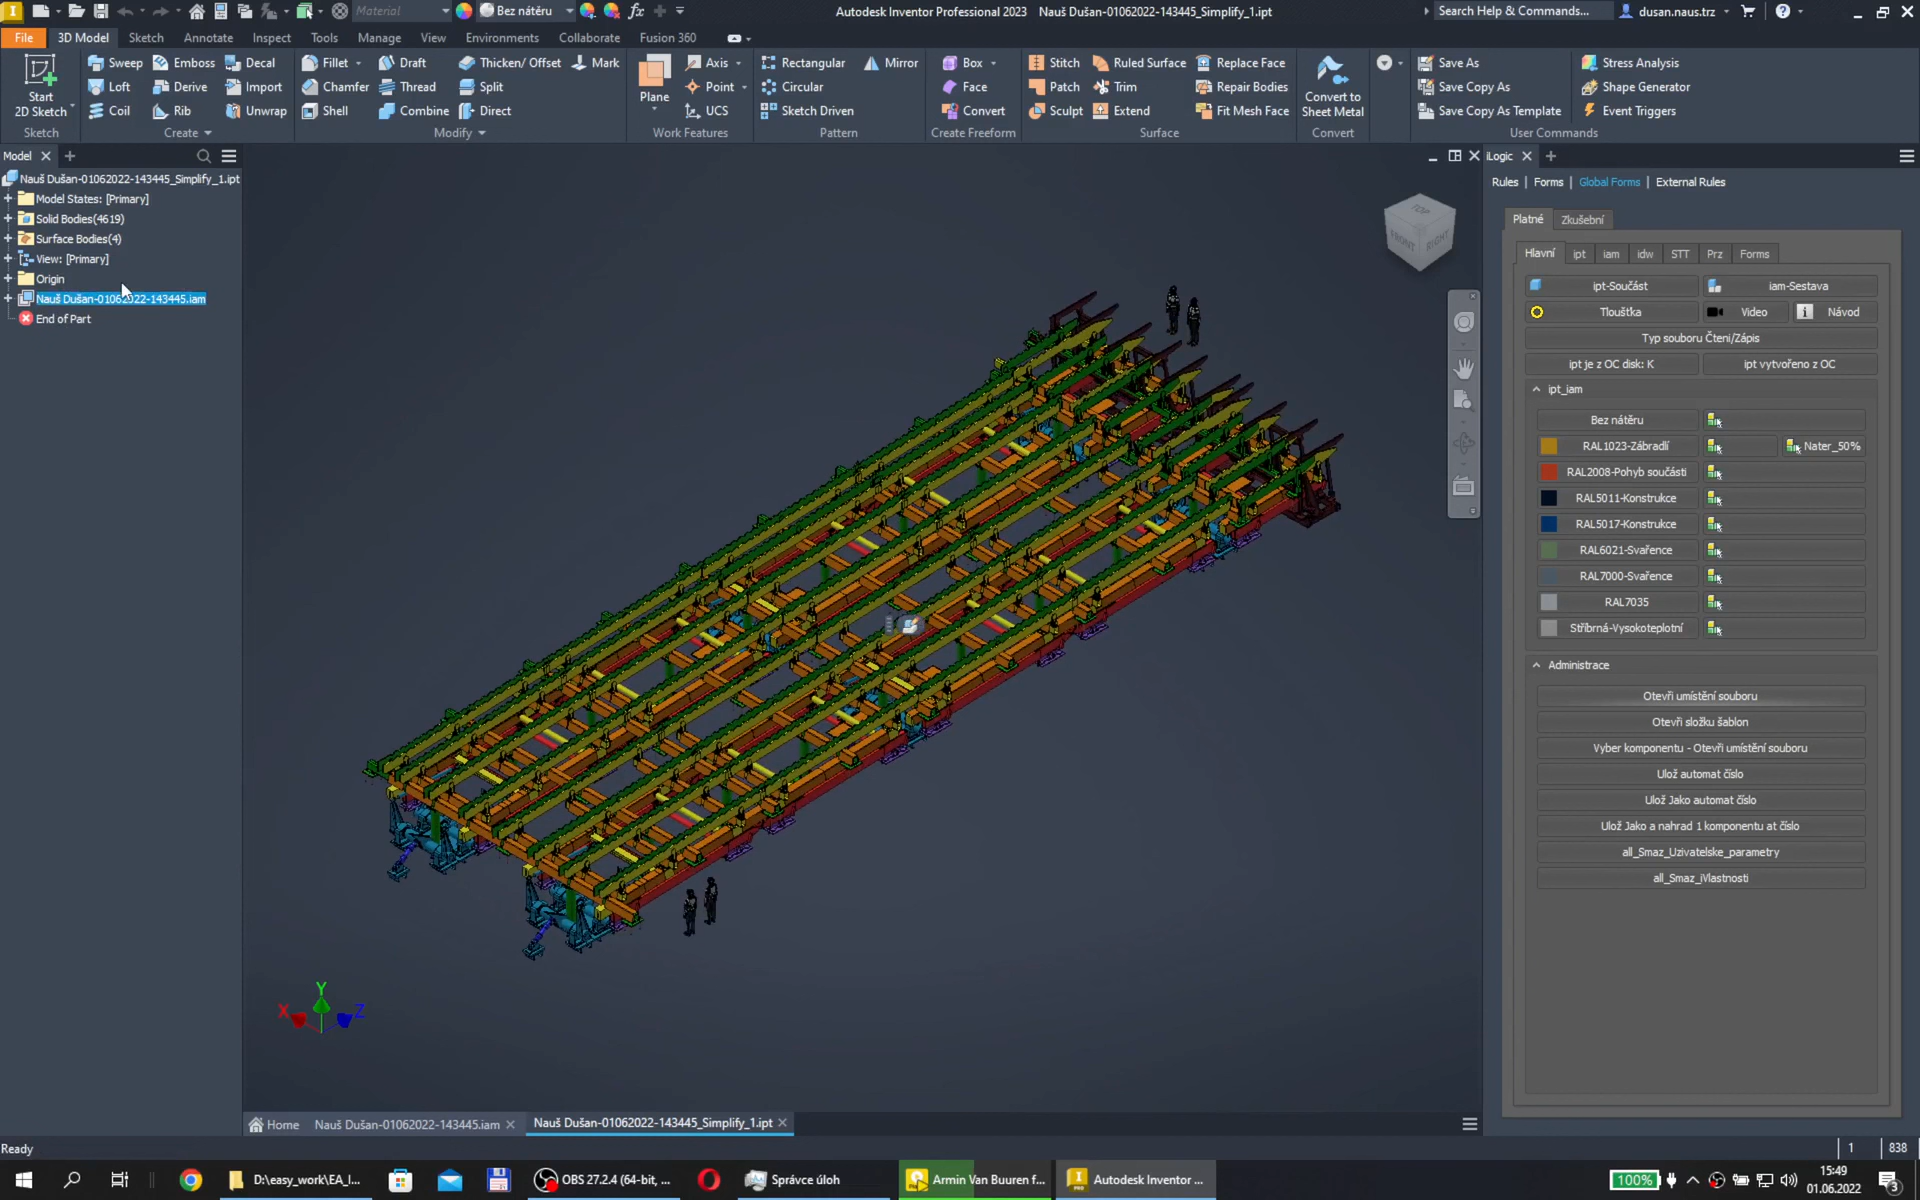 Material
Bez nátěru
Autodesk Inventor Professional 2023 Nauš Dušan-01062022-143445_Simplify_1.ipt
Search Help & Commands...
dusan.naus.trz
File 3D Model Sketch Annotate Inspect Tools Manage View Environments Collaborate Fusion 360
Start
2D Sketch
Sketch
Sweep Emboss Decal
Loft Derive Import
Coil Rib Unwrap
Create
Fillet Draft Thicken/ Offset Mark
Chamfer Thread Split
Shell Combine Direct
Modify
Plane
Axis
Point
UCS
Work Features
Rectangular Mirror
Circular
Sketch Driven
Pattern
Box
Face
Convert
Create Freeform
Stitch Ruled Surface Replace Face
Patch Trim Repair Bodies
Sculpt Extend Fit Mesh Face
Surface
Convert to
Sheet Metal
Convert
Save As Stress Analysis
Save Copy As Shape Generator
Save Copy As Template Event Triggers
User Commands
Model
Nauš Dušan-01062022-143445_Simplify_1.ipt
Model States: [Primary]
Solid Bodies(4619)
Surface Bodies(4)
View: [Primary]
Origin
Nauš Dušan-01062022-143445.iam
End of Part
TOP
FRONT
RIGHT
X
Y
Z
iLogic
Rules | Forms | Global Forms | External Rules
Platné Zkušební
Hlavní ipt iam idw STT Prz Forms
ipt-Součást iam-Sestava
Tlouštka Video Návod
Typ souboru Čtení/Zápis
ipt je z OC disk: K ipt vytvořeno z OC
ipt_iam
Bez nátěru
RAL1023-Zábradlí Nater_50%
RAL2008-Pohyb součásti
RAL5011-Konstrukce
RAL5017-Konstrukce
RAL6021-Svařence
RAL7000-Svařence
RAL7035
Stříbrná-Vysokoteplotní
Administrace
Otevři umístění souboru
Otevři složku šablon
Vyber komponentu - Otevři umístění souboru
Ulož automat číslo
Ulož Jako automat číslo
Ulož Jako a nahrad 1 komponentu at číslo
all_Smaz_Uzivatelske_parametry
all_Smaz_iVlastnosti
Home Nauš Dušan-01062022-143445.iam Nauš Dušan-01062022-143445_Simplify_1.ipt
Ready
1 838
D:\easy_work\EA_I...
OBS 27.2.4 (64-bit, ...
Správce úloh
Armin Van Buuren f...
Autodesk Inventor ...
100%
15:49
01.06.2022
3